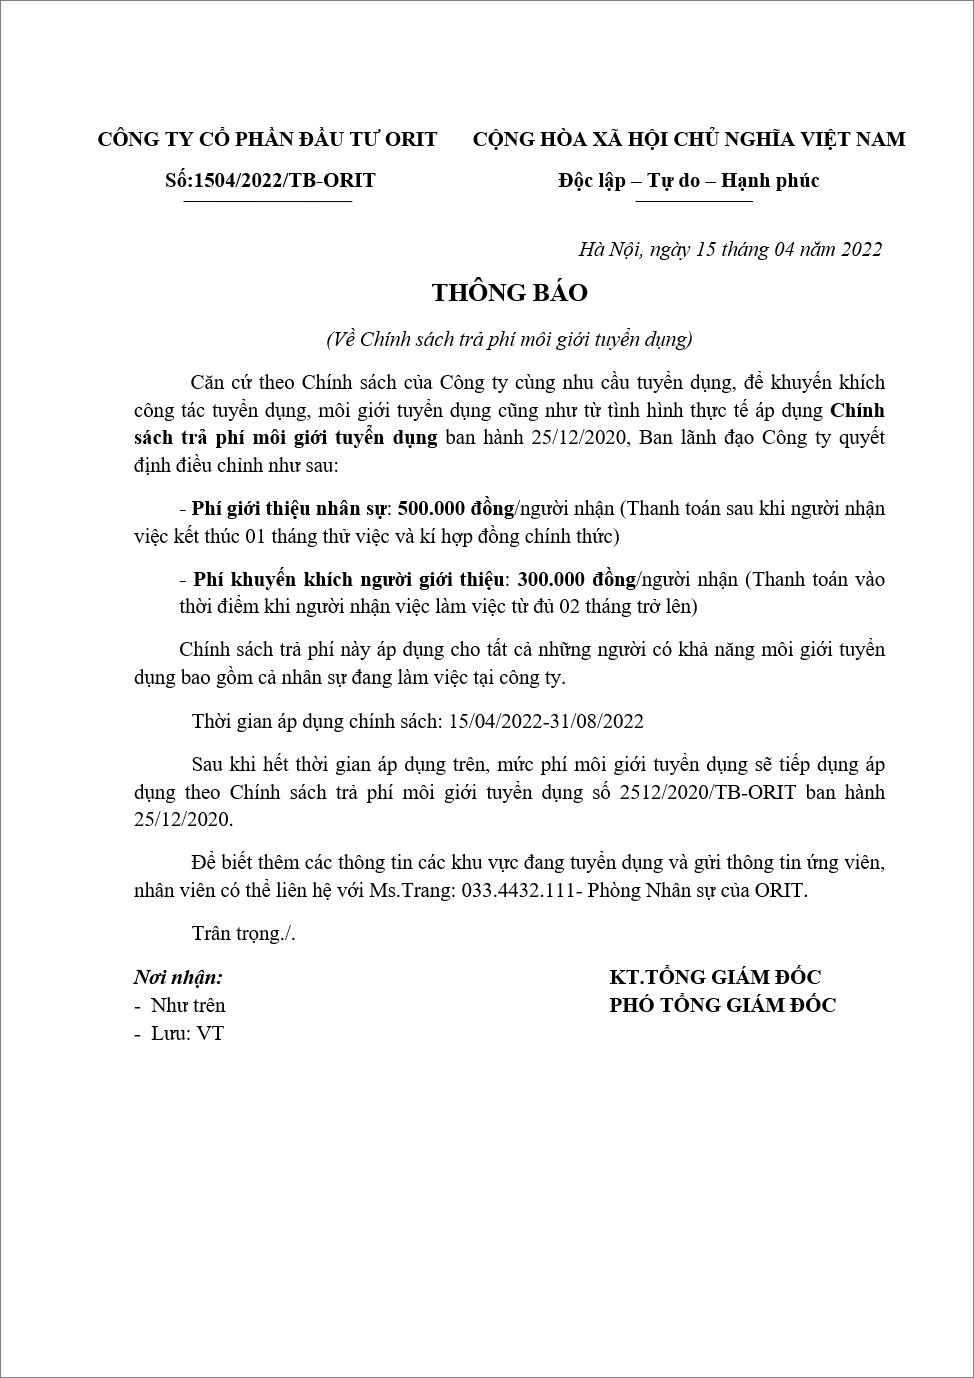 CÔNG TY CỔ PHẦN ĐẦU TƯ ORIT
Số:1504/2022/TB-ORIT
CỘNG HÒA XÃ HỘI CHỦ NGHĨA VIỆT NAM
Độc lập – Tự do – Hạnh phúc
Hà Nội, ngày 15 tháng 04 năm 2022
THÔNG BÁO
(Về Chính sách trả phí môi giới tuyển dụng)
Căn cứ theo Chính sách của Công ty cùng nhu cầu tuyển dụng, để khuyến khích
công tác tuyển dụng, môi giới tuyển dụng cũng như từ tình hình thực tế áp dụng Chính
sách trả phí môi giới tuyển dụng ban hành 25/12/2020, Ban lãnh đạo Công ty quyết
định điều chỉnh như sau:
- Phí giới thiệu nhân sự: 500.000 đồng/người nhận (Thanh toán sau khi người nhận
việc kết thúc 01 tháng thử việc và kí hợp đồng chính thức)
- Phí khuyến khích người giới thiệu: 300.000 đồng/người nhận (Thanh toán vào
thời điểm khi người nhận việc làm việc từ đủ 02 tháng trở lên)
Chính sách trả phí này áp dụng cho tất cả những người có khả năng môi giới tuyển
dụng bao gồm cả nhân sự đang làm việc tại công ty.
Thời gian áp dụng chính sách: 15/04/2022-31/08/2022
Sau khi hết thời gian áp dụng trên, mức phí môi giới tuyển dụng sẽ tiếp dụng áp
dụng theo Chính sách trả phí môi giới tuyển dụng số 2512/2020/TB-ORIT ban hành
25/12/2020.
Để biết thêm các thông tin các khu vực đang tuyển dụng và gửi thông tin ứng viên,
nhân viên có thể liên hệ với Ms.Trang: 033.4432.111- Phòng Nhân sự của ORIT.
Trân trọng./.
Nơi nhận:
- Như trên
- Lưu: VT
KT.TỔNG GIÁM ĐỐC
PHÓ TỔNG GIÁM ĐỐC